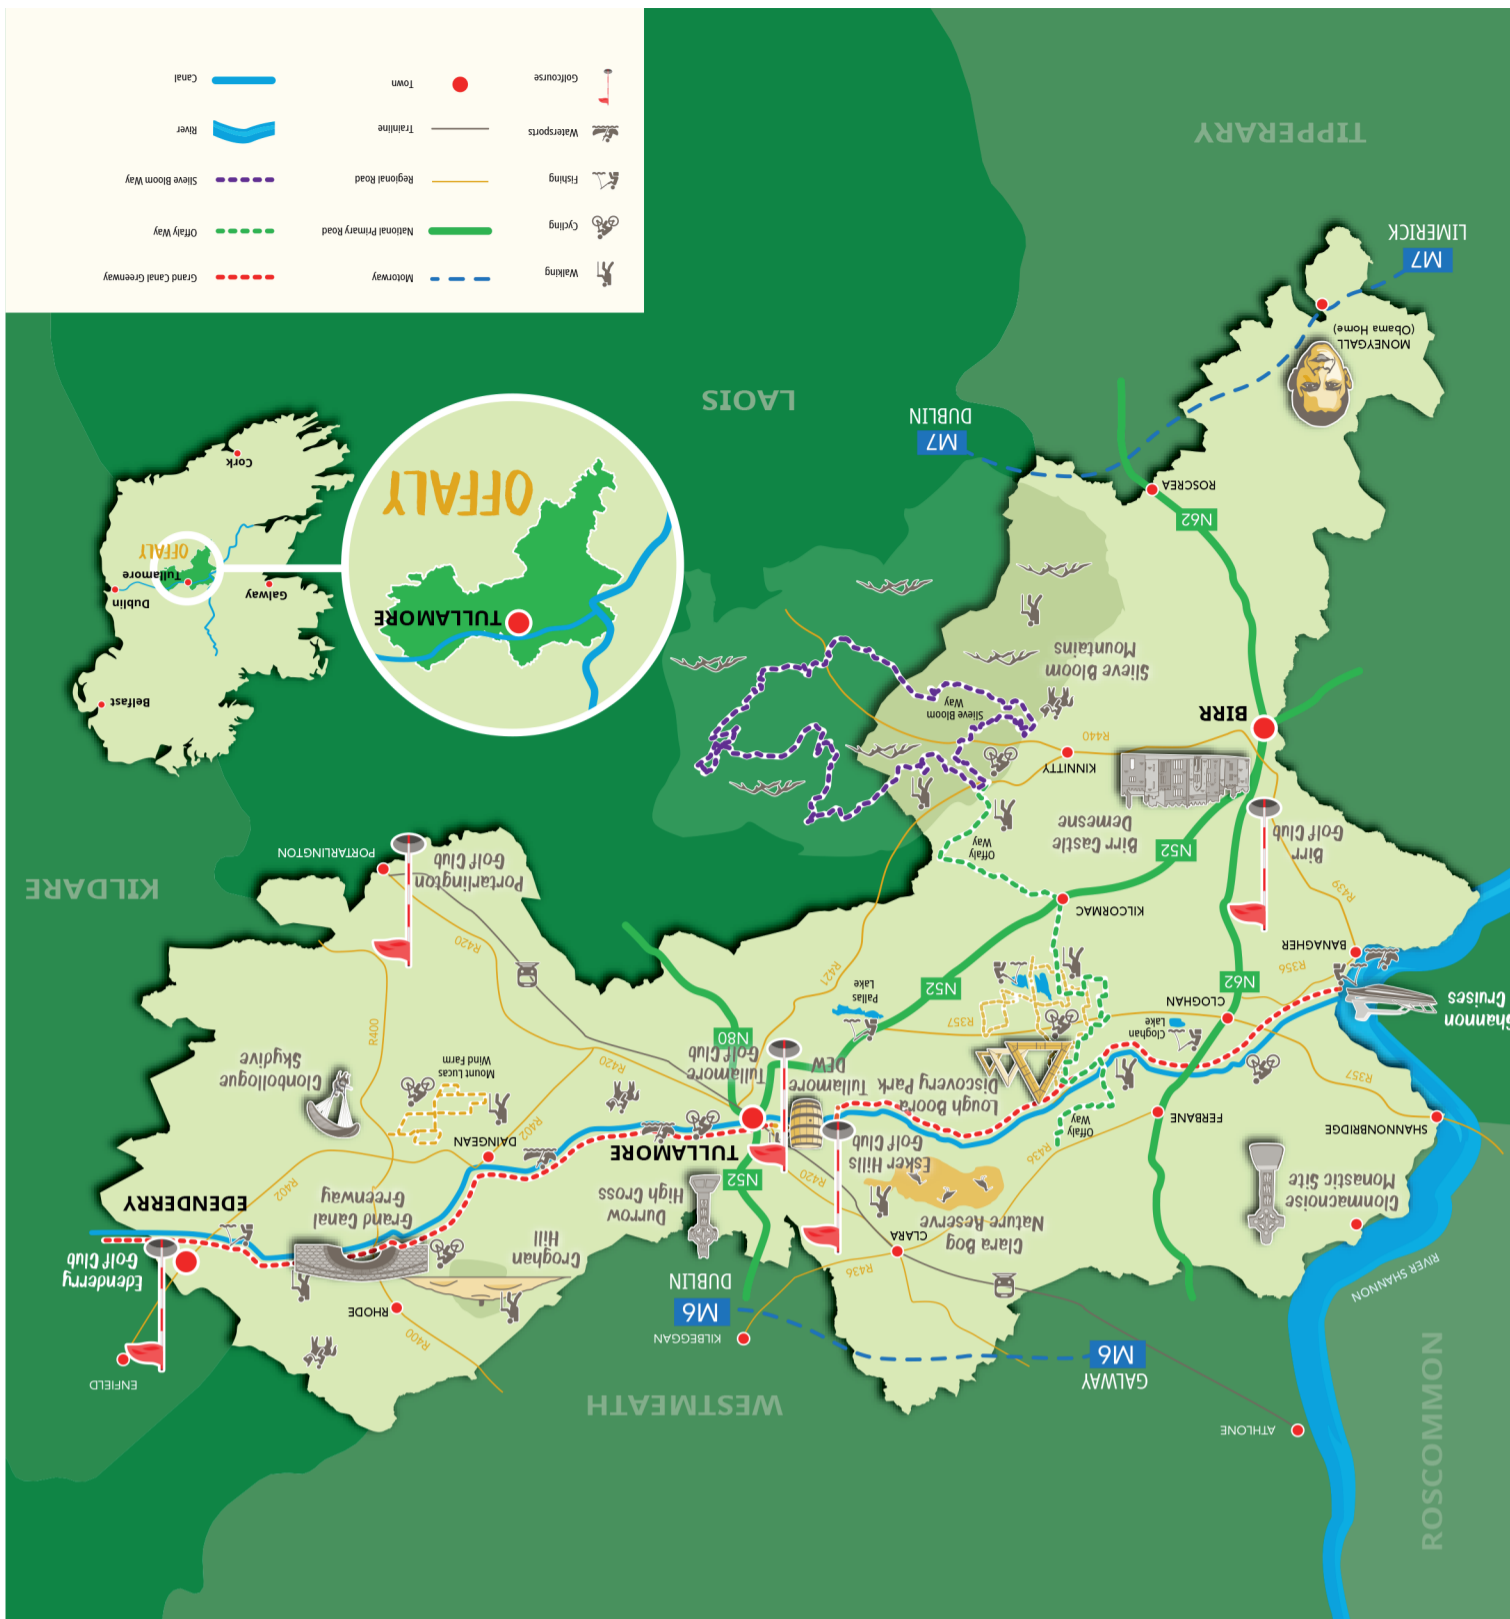 ROSCOMMON
ATHLONE
GALWAY
M6
WESTMEATH
ENFIELD
KILBEGGAN
M6
DUBLIN
RIVER SHANNON
R400
RHODE
R436
CLARA
Clonmacnoise
Monastic Site
Clara Bog
Nature Reserve
Esker Hills
Golf Club
Durrow
High Cross
Croghan
Hill
Grand Canal
Greenway
Edenderry
Golf Club
EDENDERRY
R402
N52
R420
R436
TULLAMORE
DAINGEAN
R402
SHANNONBRIDGE
FERBANE
Offaly
Way
Lough Boora
Discovery Park
Tullamore
DEW
Tullamore
Golf Club
R420
Mount Lucas
Wind Farm
Clonbollogue
Skydive
R357
N80
R400
Shannon
Cruises
CLOGHAN
Cloghan
Lake
R357
Pallas
Lake
N62
N52
R356
R421
BANAGHER
R420
R439
KILCORMAC
Portarlington
Golf Club
PORTARLINGTON
KILDARE
Birr
Golf Club
N52
Birr Castle
Demesne
Offaly
Way
KINNITTY
R440
BIRR
Slieve Bloom
Way
Slieve Bloom
Mountains
Belfast
TULLAMORE
OFFALY
Galway
Dublin
Tullamore
OFFALY
Cork
N62
ROSCREA
M7
DUBLIN
LAOIS
MONEYGALL
(Obama Home)
M7
LIMERICK
TIPPERARY
Walking
Motorway
Grand Canal Greenway
Cycling
National Primary Road
Offaly Way
Fishing
Regional Road
Slieve Bloom Way
Watersports
Trainline
River
Golfcourse
Town
Canal